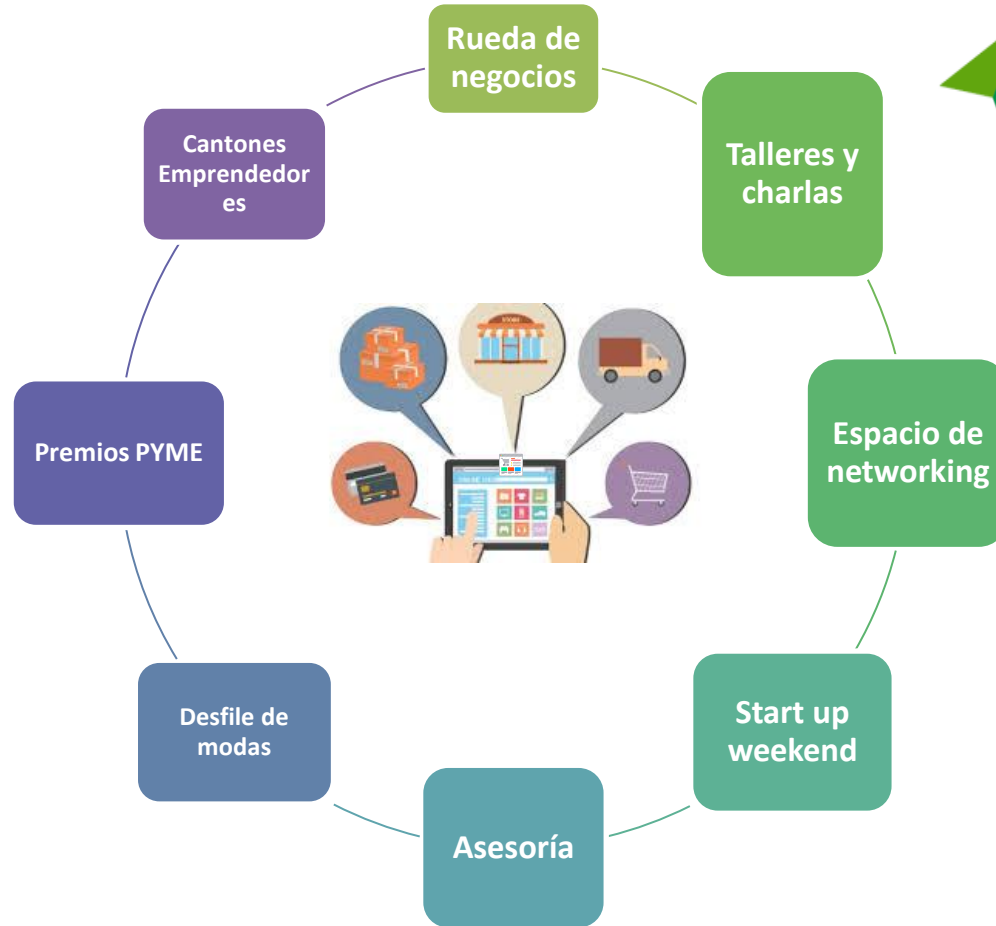 Rueda de
negocios
Talleres y
charlas
Espacio de
networking
Start up
weekend
Asesoría
Desfile de
modas
Premios PYME
Cantones
Emprendedor
es
STORE